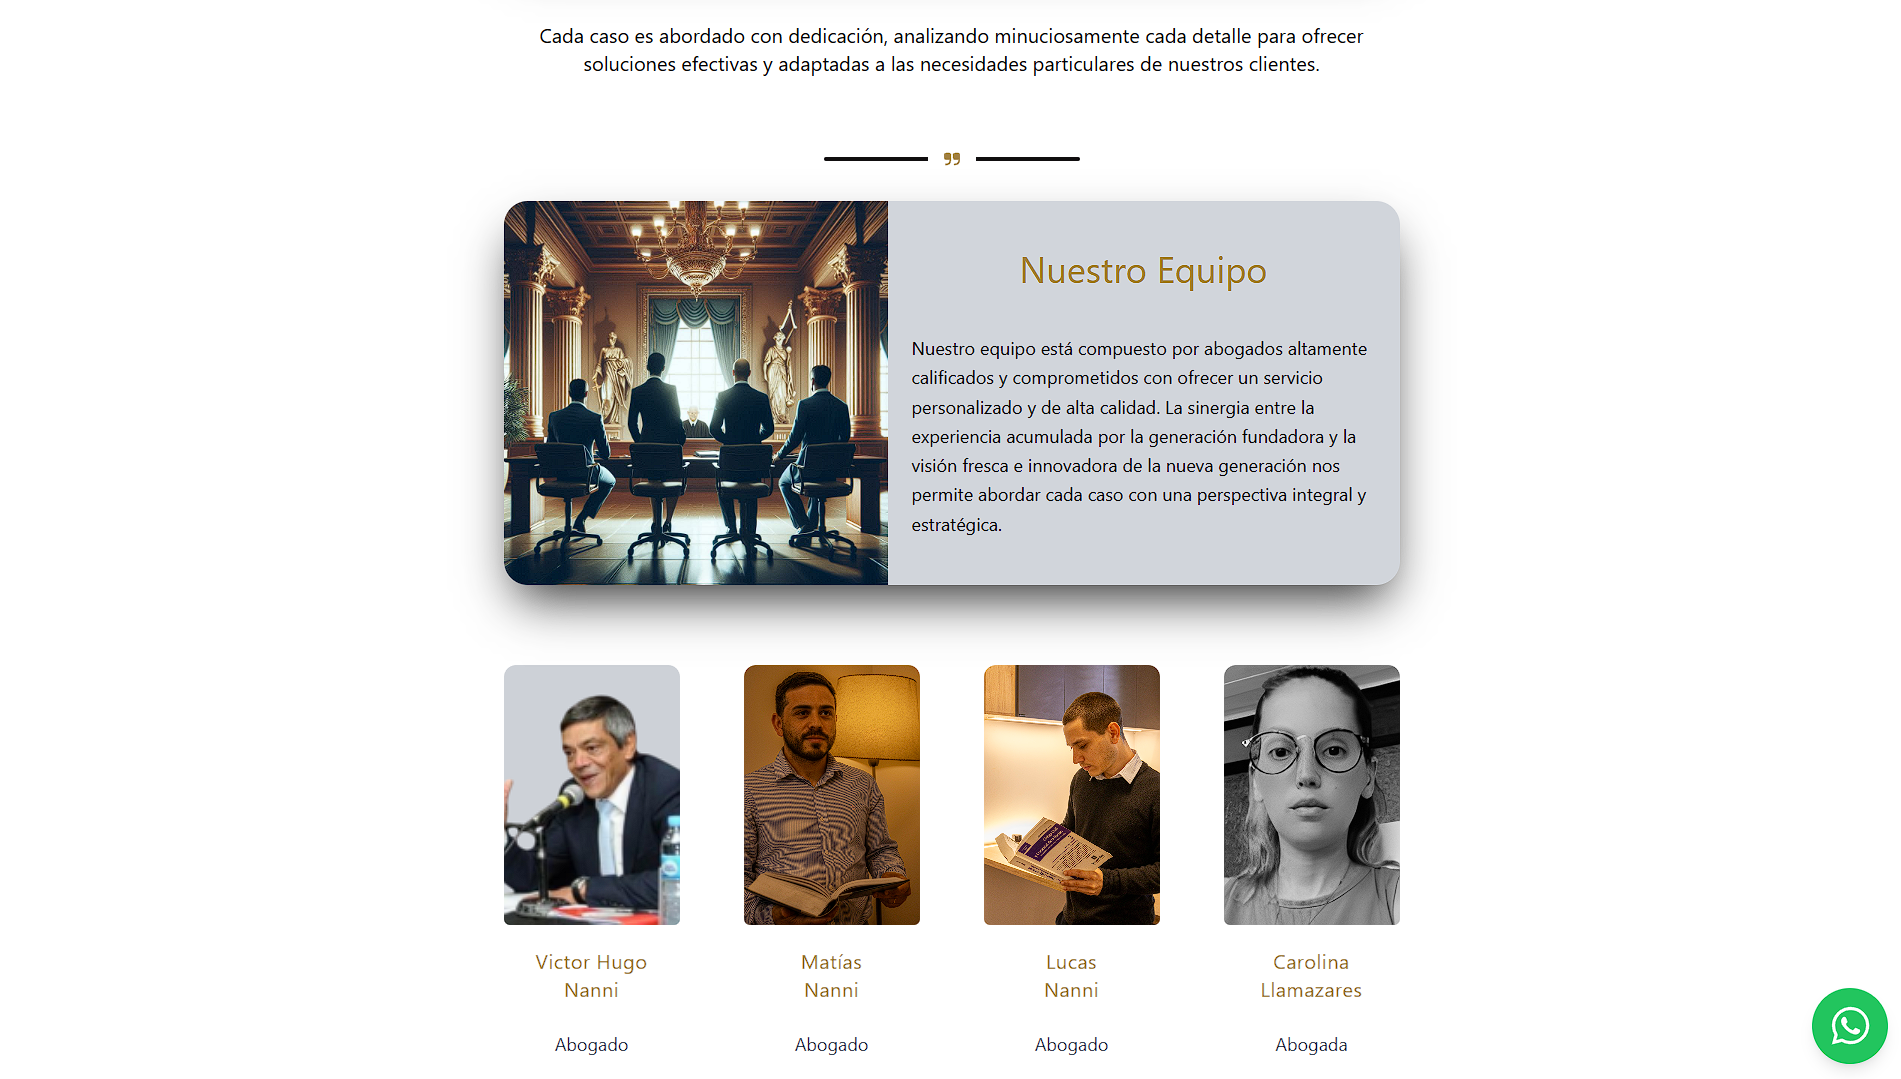 Cada caso es abordado con dedicación, analizando minuciosamente cada detalle para ofrecer
soluciones efectivas y adaptadas a las necesidades particulares de nuestros clientes.
Nuestro Equipo
Nuestro equipo está compuesto por abogados altamente
calificados y comprometidos con ofrecer un servicio
personalizado y de alta calidad. La sinergia entre la
experiencia acumulada por la generación fundadora y la
visión fresca e innovadora de la nueva generación nos
permite abordar cada caso con una perspectiva integral y
estratégica.
Victor Hugo
Nanni
Abogado
Matías
Nanni
Abogado
Lucas
Nanni
Abogado
Carolina
Llamazares
Abogada